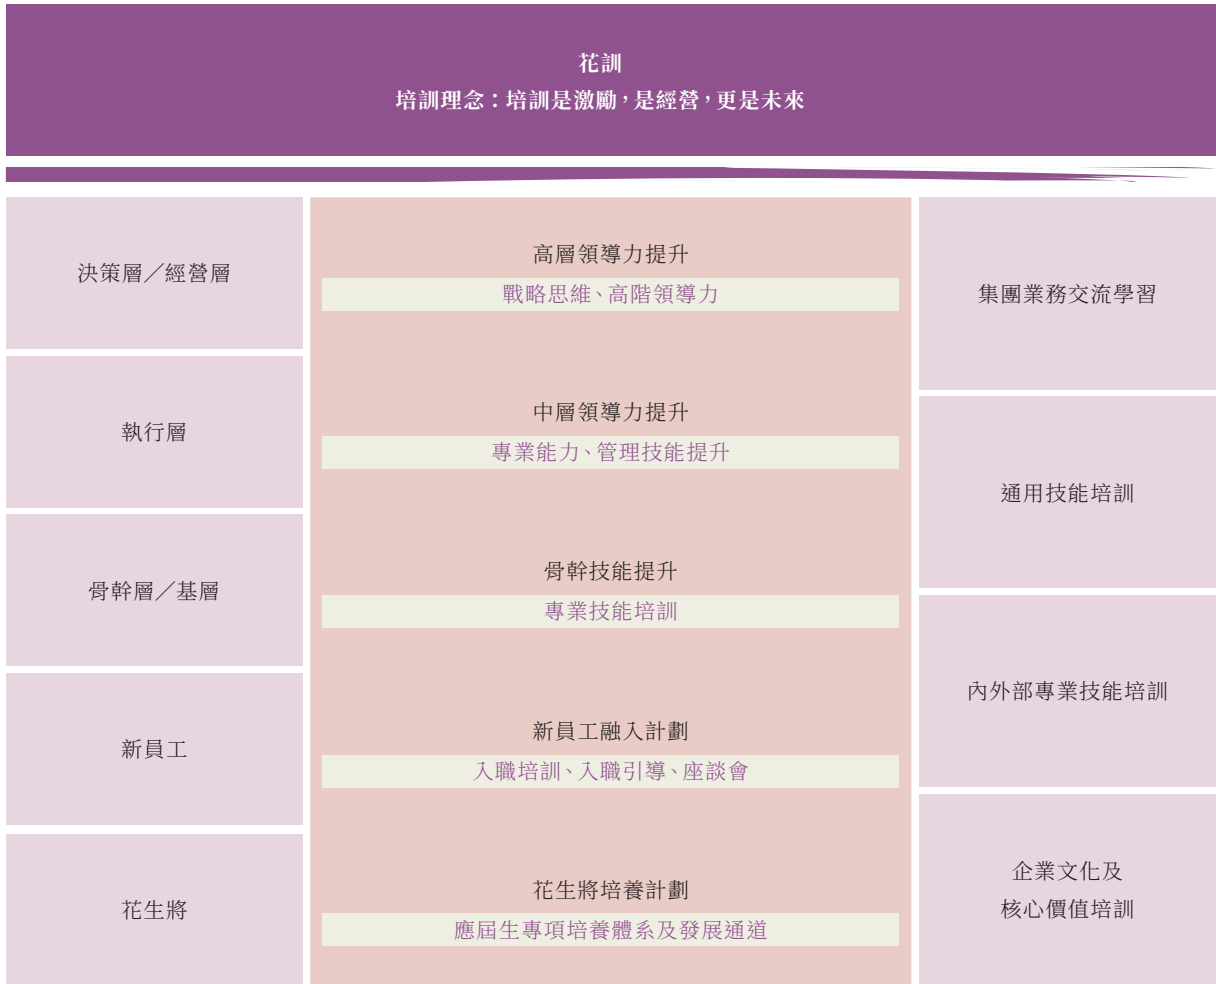 花訓
培訓理念：培訓是激勵，是經營，更是未來
決策層／經營層
執行層
骨幹層／基層
新員工
花生將
高層領導力提升
戰略思維、高階領導力
中層領導力提升
專業能力、管理技能提升
骨幹技能提升
專業技能培訓
新員工融入計劃
入職培訓、入職引導、座談會
花生將培養計劃
應屆生專項培養體系及發展通道
集團業務交流學習
通用技能培訓
內外部專業技能培訓
企業文化及
核心價值培訓